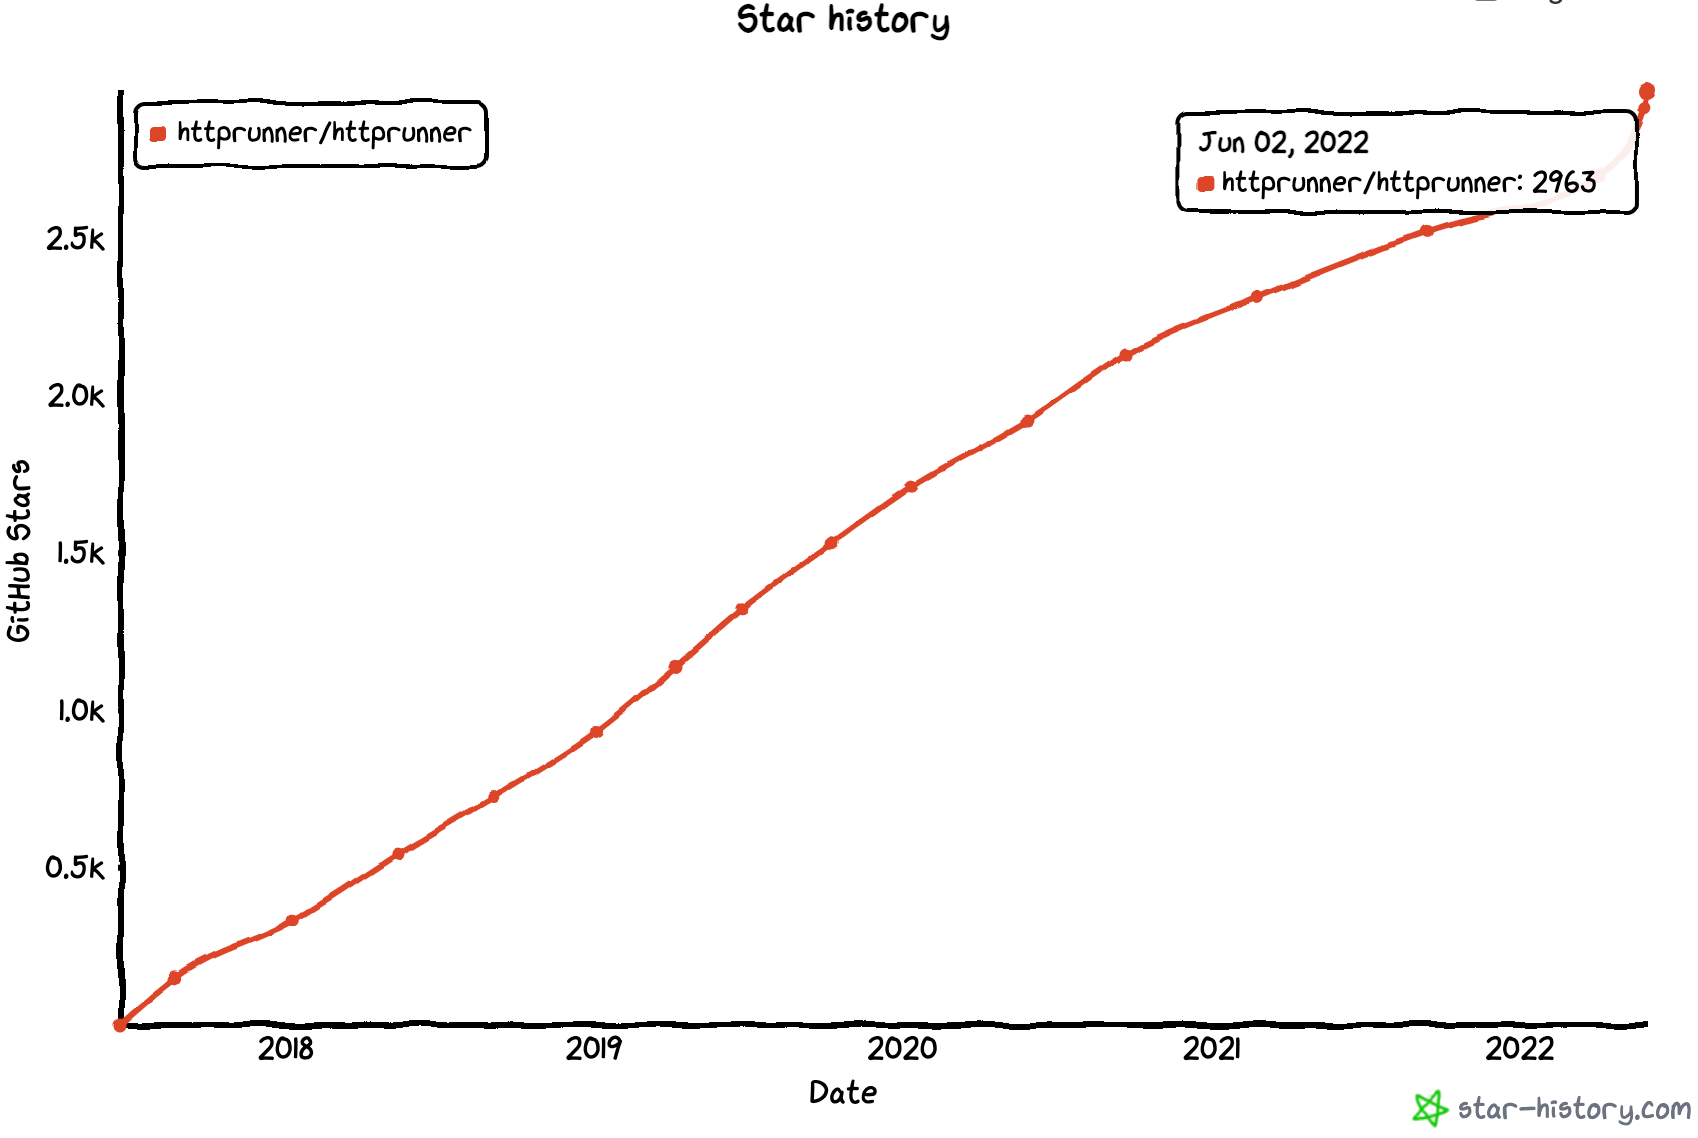 Star history
httprunner/httprunner
Jun 02, 2022
httprunner/httprunner: 2963
2.5K
2.0K
1.5K
1.0K
0.5K
GitHub Stars
2018 2019 2020 2021 2022
Date
star-history.com